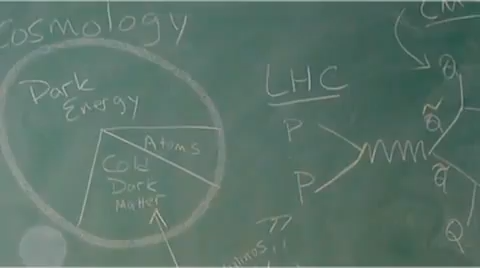 Cosmology
Dark
Energy
Atoms
Cold
Dark
Matter
??
LHC
P
P
Q̃
Q̃
Q
Q